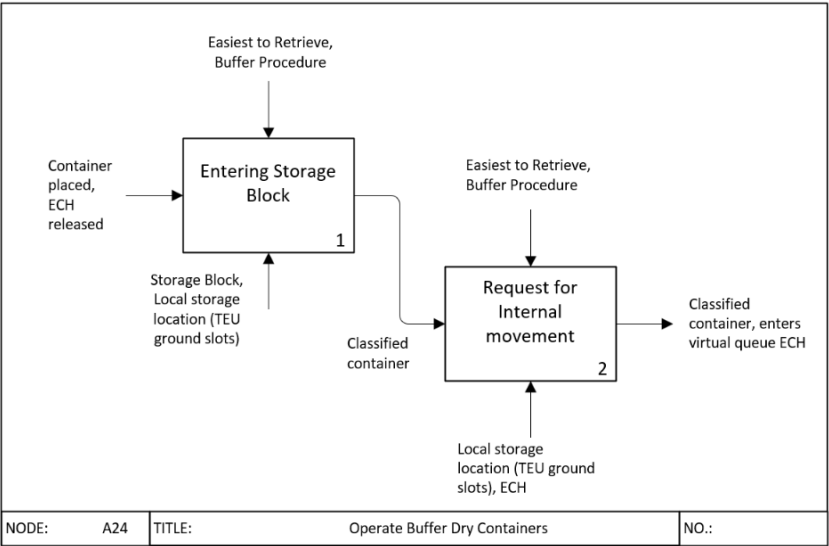 Easiest to Retrieve,
Buffer Procedure
Container
placed,
ECH
released
Entering Storage
Block
1
Storage Block,
Local storage
location (TEU
ground slots)
Easiest to Retrieve,
Buffer Procedure
Classified
container
Request for
Internal
movement
2
Classified
container, enters
virtual queue ECH
Local storage
location (TEU ground
slots), ECH
NODE: A24 TITLE: Operate Buffer Dry Containers NO.: